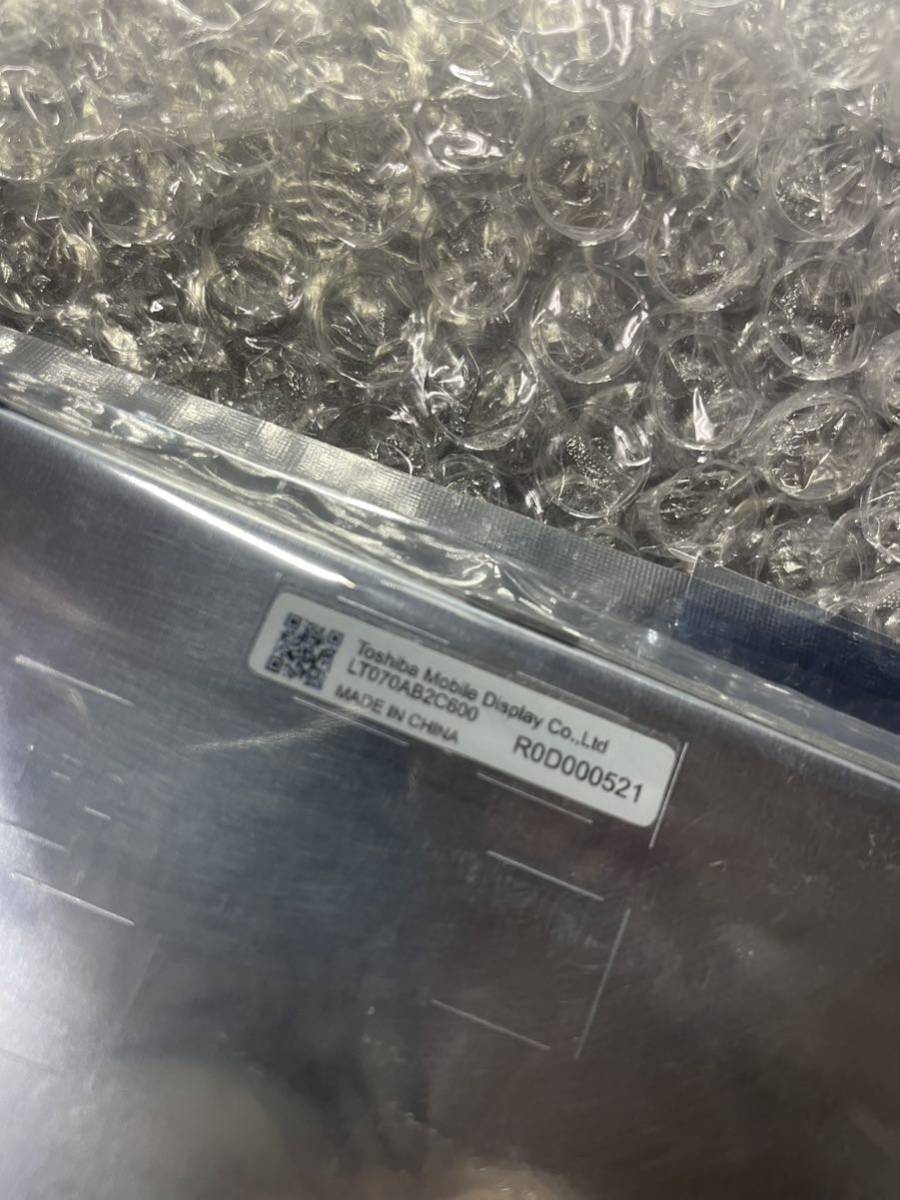 Toshiba Mobile Display Co.,Ltd
LT070AB2C600
MADE IN CHINA
R0D000521